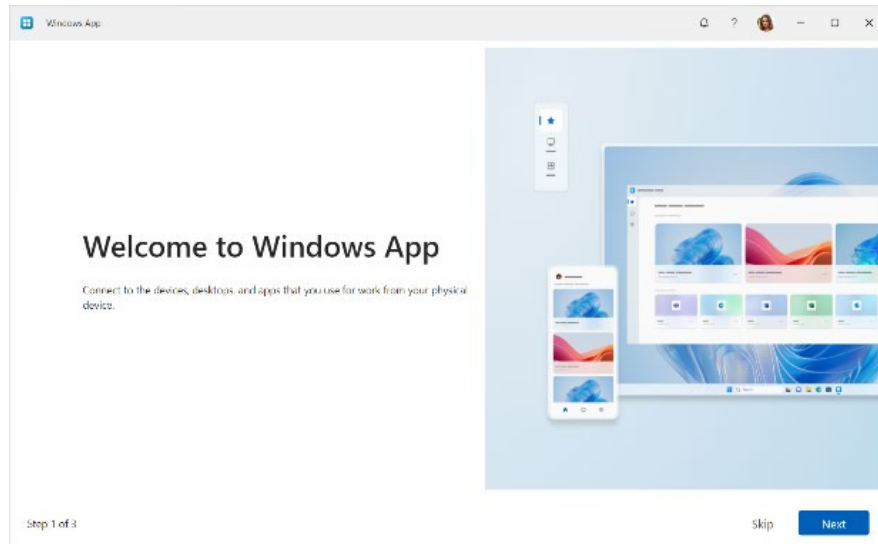 Windows App
?
Welcome to Windows App
Connect to the devices, desktops, and apps that you use for work from your physical
device.
Step 1 of 3
Skip
Next